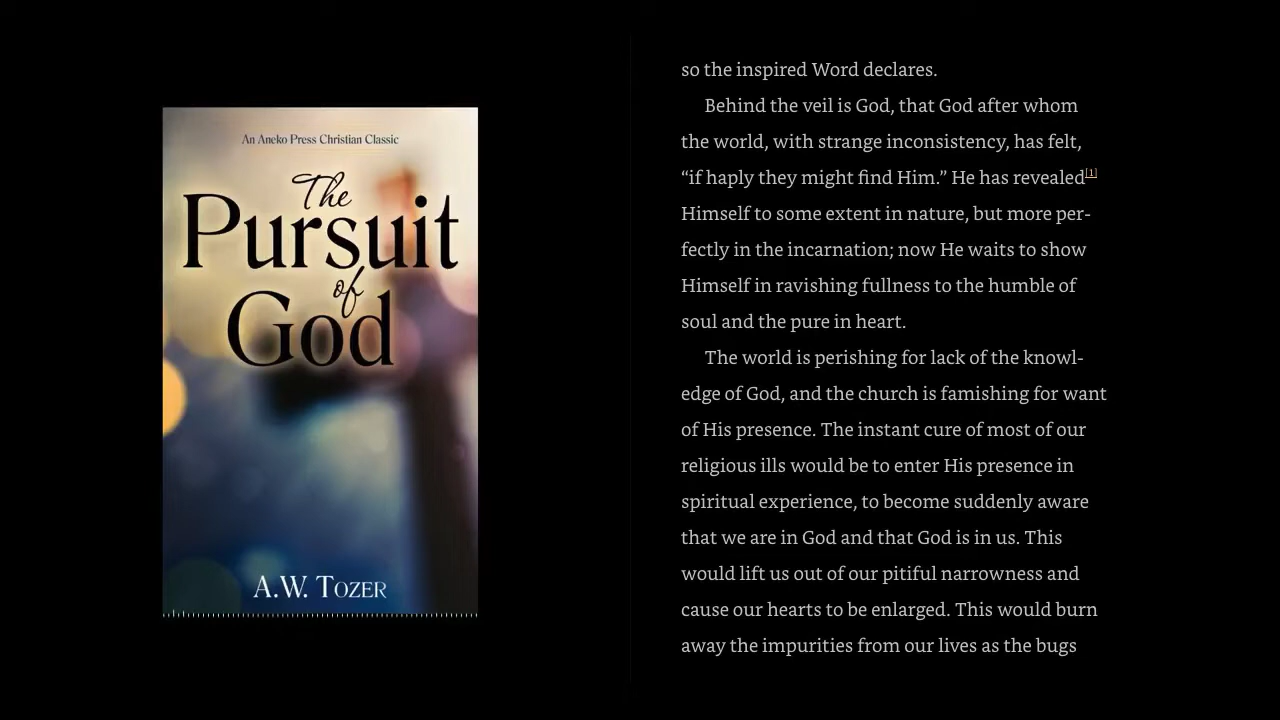 An Aneko Press Christian Classic
The
Pursuit
of
God
A.W. Tozer
so the inspired Word declares.
Behind the veil is God, that God after whom
the world, with strange inconsistency, has felt,
“if haply they might find Him.” He has revealed[1]
Himself to some extent in nature, but more per-
fectly in the incarnation; now He waits to show
Himself in ravishing fullness to the humble of
soul and the pure in heart.
The world is perishing for lack of the knowl-
edge of God, and the church is famishing for want
of His presence. The instant cure of most of our
religious ills would be to enter His presence in
spiritual experience, to become suddenly aware
that we are in God and that God is in us. This
would lift us out of our pitiful narrowness and
cause our hearts to be enlarged. This would burn
away the impurities from our lives as the bugs